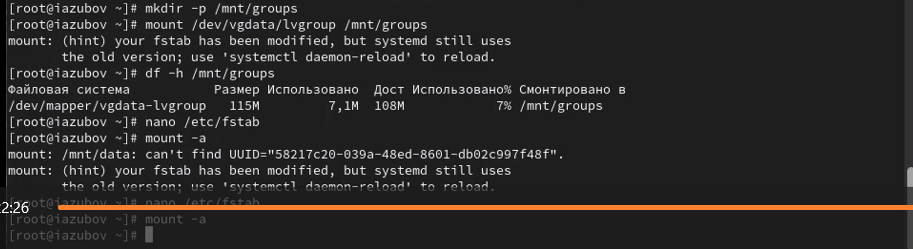 [root@iazubov ~]# mkdir -p /mnt/groups
[root@iazubov ~]# mount /dev/vgdata/lvgroup /mnt/groups
mount: (hint) your fstab has been modified, but systemd still uses
       the old version; use 'systemctl daemon-reload' to reload.
[root@iazubov ~]# df -h /mnt/groups
Файловая система           Размер Использовано  Дост Использовано% Cмонтировано в
/dev/mapper/vgdata-lvgroup   115M         7,1M  108M            7% /mnt/groups
[root@iazubov ~]# nano /etc/fstab
[root@iazubov ~]# mount -a
mount: /mnt/data: can't find UUID="58217c20-039a-48ed-8601-db02c997f48f".
mount: (hint) your fstab has been modified, but systemd still uses
       the old version; use 'systemctl daemon-reload' to reload.
[root@iazubov ~]# nano /etc/fstab
2:26
[root@iazubov ~]# mount -a
[root@iazubov ~]#